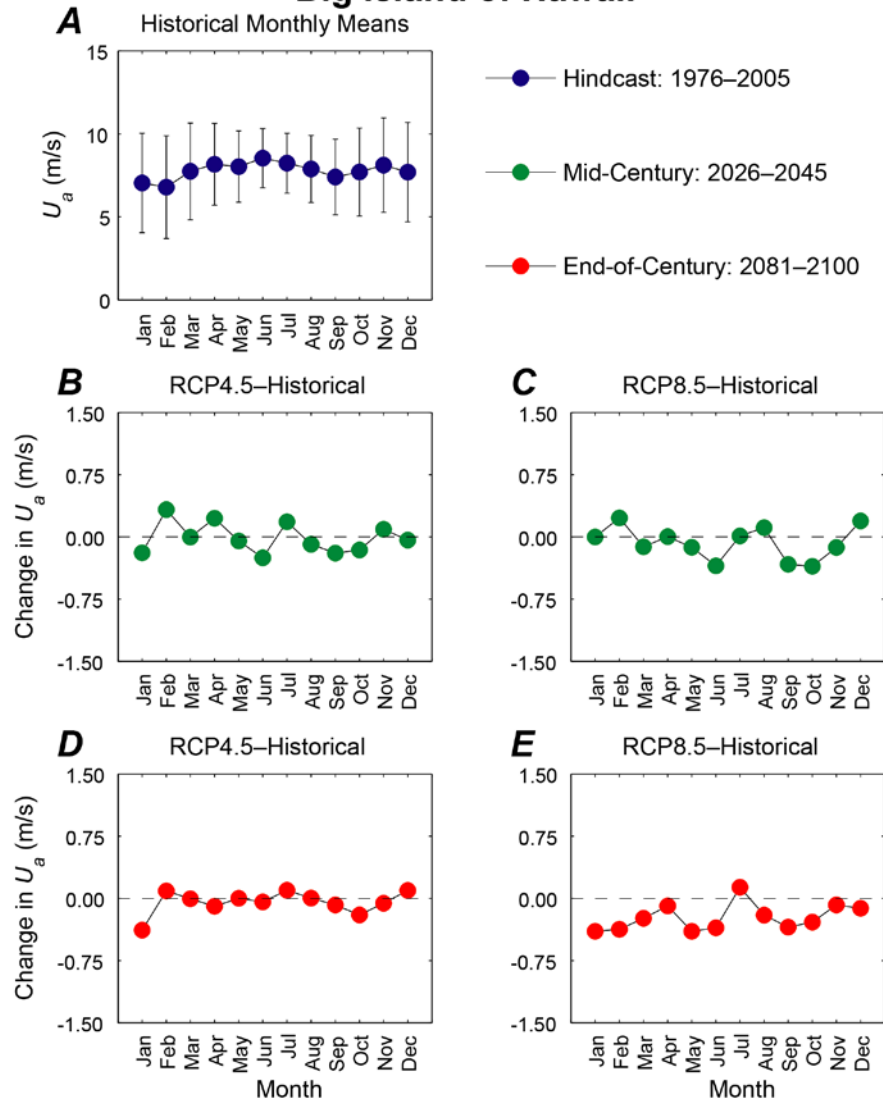 Big Island of Hawaii
A Historical Monthly Means
15
10
5
0
U_a (m/s)
Jan Feb Mar Apr May Jun Jul Aug Sep Oct Nov Dec
Hindcast: 1976–2005
Mid-Century: 2026–2045
End-of-Century: 2081–2100
B RCP4.5–Historical
1.50
0.75
0.00
-0.75
-1.50
Change in U_a (m/s)
Jan Feb Mar Apr May Jun Jul Aug Sep Oct Nov Dec
C RCP8.5–Historical
1.50
0.75
0.00
-0.75
-1.50
Jan Feb Mar Apr May Jun Jul Aug Sep Oct Nov Dec
D RCP4.5–Historical
1.50
0.75
0.00
-0.75
-1.50
Change in U_a (m/s)
Jan Feb Mar Apr May Jun Jul Aug Sep Oct Nov Dec
Month
E RCP8.5–Historical
1.50
0.75
0.00
-0.75
-1.50
Jan Feb Mar Apr May Jun Jul Aug Sep Oct Nov Dec
Month